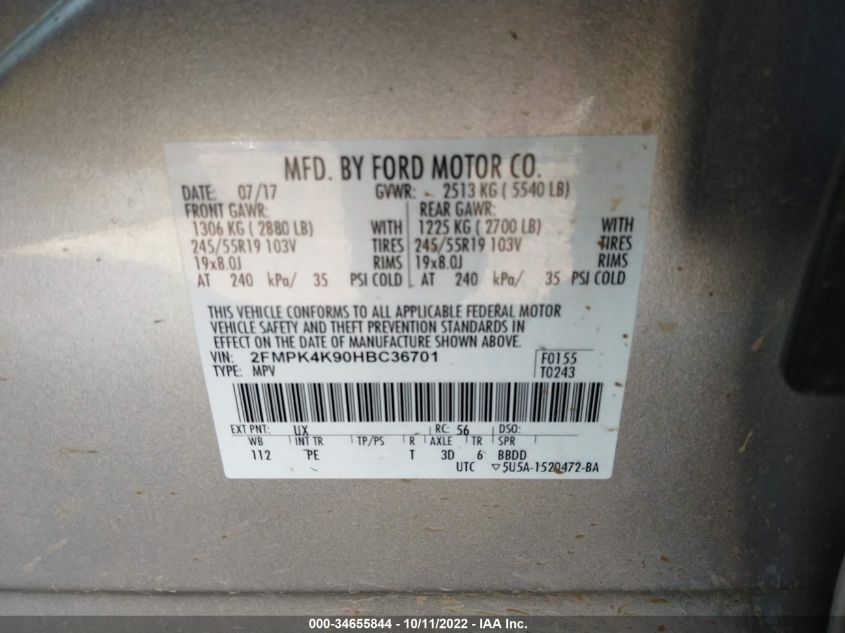 MFD. BY FORD MOTOR CO.
DATE: 07/17 GVWR: 2513 KG ( 5540 LB)
FRONT GAWR: REAR GAWR:
1306 KG ( 2880 LB) WITH 1225 KG ( 2700 LB) WITH
245/55R19 103V TIRES 245/55R19 103V TIRES
19x8.0J RIMS 19x8.0J RIMS
AT 240 kPa/ 35 PSI COLD AT 240 kPa/ 35 PSI COLD
THIS VEHICLE CONFORMS TO ALL APPLICABLE FEDERAL MOTOR
VEHICLE SAFETY AND THEFT PREVENTION STANDARDS IN
EFFECT ON THE DATE OF MANUFACTURE SHOWN ABOVE.
VIN: 2FMPK4K90HBC36701 F0155
TYPE: MPV T0243
EXT PNT: UX RC: 56 DSO:
WB INT TR TP/PS R AXLE TR SPR
112 PE T 3D 6 BBDD
UTC ▽5U5A-1520472-BA
000-34655844 - 10/11/2022 - IAA Inc.